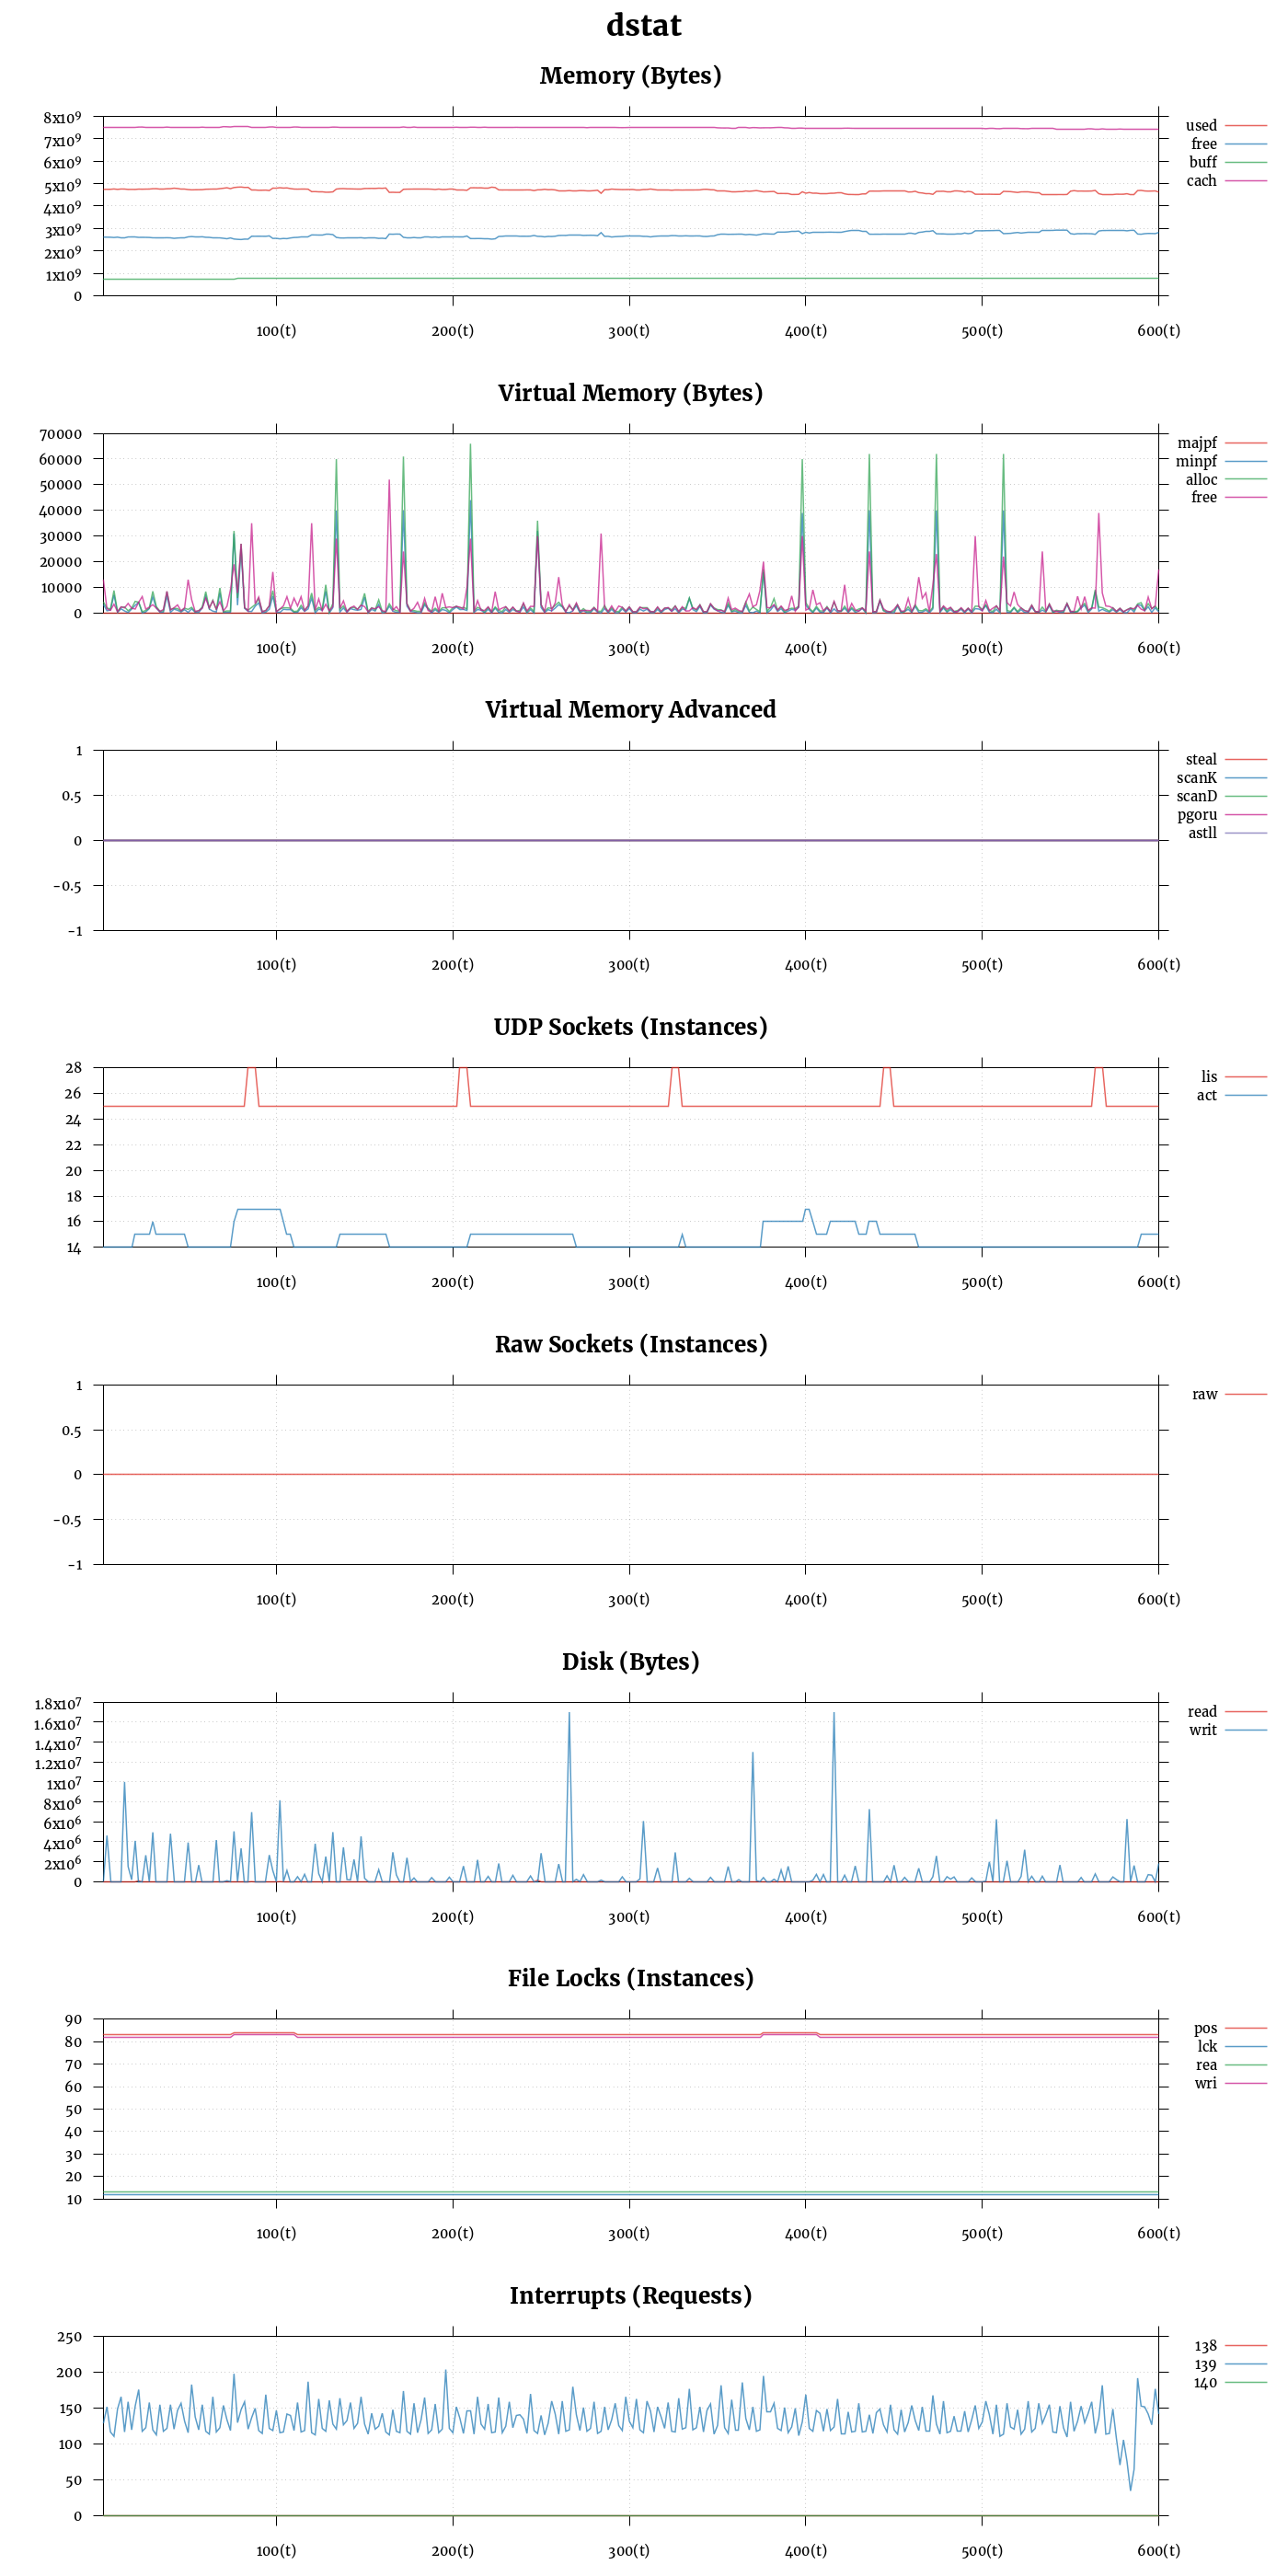 dstat
Memory (Bytes)
8x10⁹
7x10⁹
6x10⁹
5x10⁹
4x10⁹
3x10⁹
2x10⁹
1x10⁹
0
used
free
buff
cach
100(t) 200(t) 300(t) 400(t) 500(t) 600(t)
Virtual Memory (Bytes)
70000
60000
50000
40000
30000
20000
10000
0
majpf
minpf
alloc
free
100(t) 200(t) 300(t) 400(t) 500(t) 600(t)
Virtual Memory Advanced
1
0.5
0
-0.5
-1
steal
scanK
scanD
pgoru
astll
100(t) 200(t) 300(t) 400(t) 500(t) 600(t)
UDP Sockets (Instances)
28
26
24
22
20
18
16
14
lis
act
100(t) 200(t) 300(t) 400(t) 500(t) 600(t)
Raw Sockets (Instances)
1
0.5
0
-0.5
-1
raw
100(t) 200(t) 300(t) 400(t) 500(t) 600(t)
Disk (Bytes)
1.8x10⁷
1.6x10⁷
1.4x10⁷
1.2x10⁷
1x10⁷
8x10⁶
6x10⁶
4x10⁶
2x10⁶
0
read
writ
100(t) 200(t) 300(t) 400(t) 500(t) 600(t)
File Locks (Instances)
90
80
70
60
50
40
30
20
10
pos
lck
rea
wri
100(t) 200(t) 300(t) 400(t) 500(t) 600(t)
Interrupts (Requests)
250
200
150
100
50
0
138
139
140
100(t) 200(t) 300(t) 400(t) 500(t) 600(t)